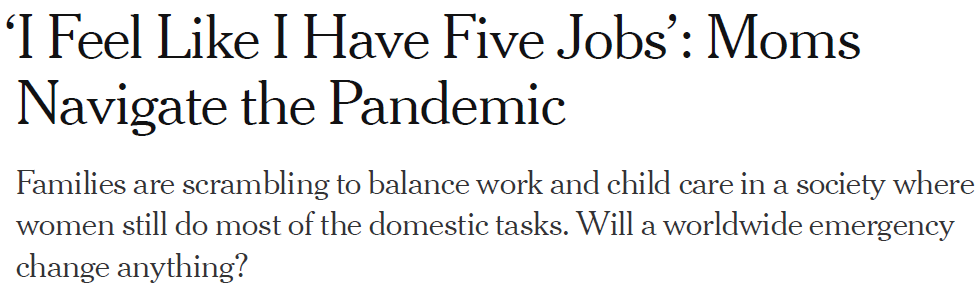 ‘I Feel Like I Have Five Jobs’: Moms
Navigate the Pandemic
Families are scrambling to balance work and child care in a society where
women still do most of the domestic tasks. Will a worldwide emergency
change anything?